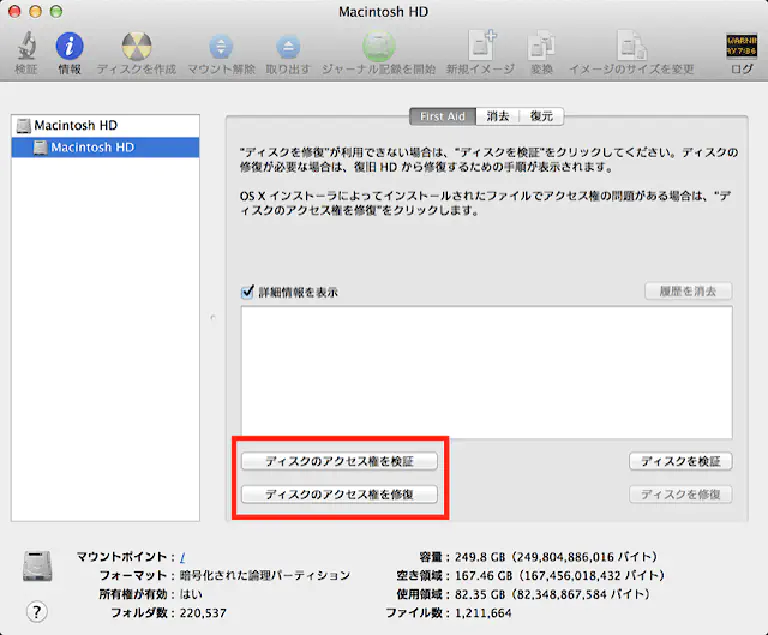 Macintosh HD
検証 情報 ディスクを作成 マウント解除 取り出す ジャーナル記録を開始 新規イメージ 変換 イメージのサイズを変更 ログ
Macintosh HD
Macintosh HD
First Aid 消去 復元
"ディスクを修復"が利用できない場合は、"ディスクを検証"をクリックしてください。ディスクの
修復が必要な場合は、復旧 HD から修復するための手順が表示されます。
OS X インストーラによってインストールされたファイルでアクセス権の問題がある場合は、"デ
ィスクのアクセス権を修復"をクリックします。
詳細情報を表示 履歴を消去
ディスクのアクセス権を検証 ディスクを検証
ディスクのアクセス権を修復 ディスクを修復
マウントポイント : / 容量 : 249.8 GB（249,804,886,016 バイト）
フォーマット : 暗号化された論理パーティション 空き領域 : 167.46 GB（167,456,018,432 バイト）
所有権が有効 : はい 使用領域 : 82.35 GB（82,348,867,584 バイト）
? フォルダ数 : 220,537 ファイル数 : 1,211,664